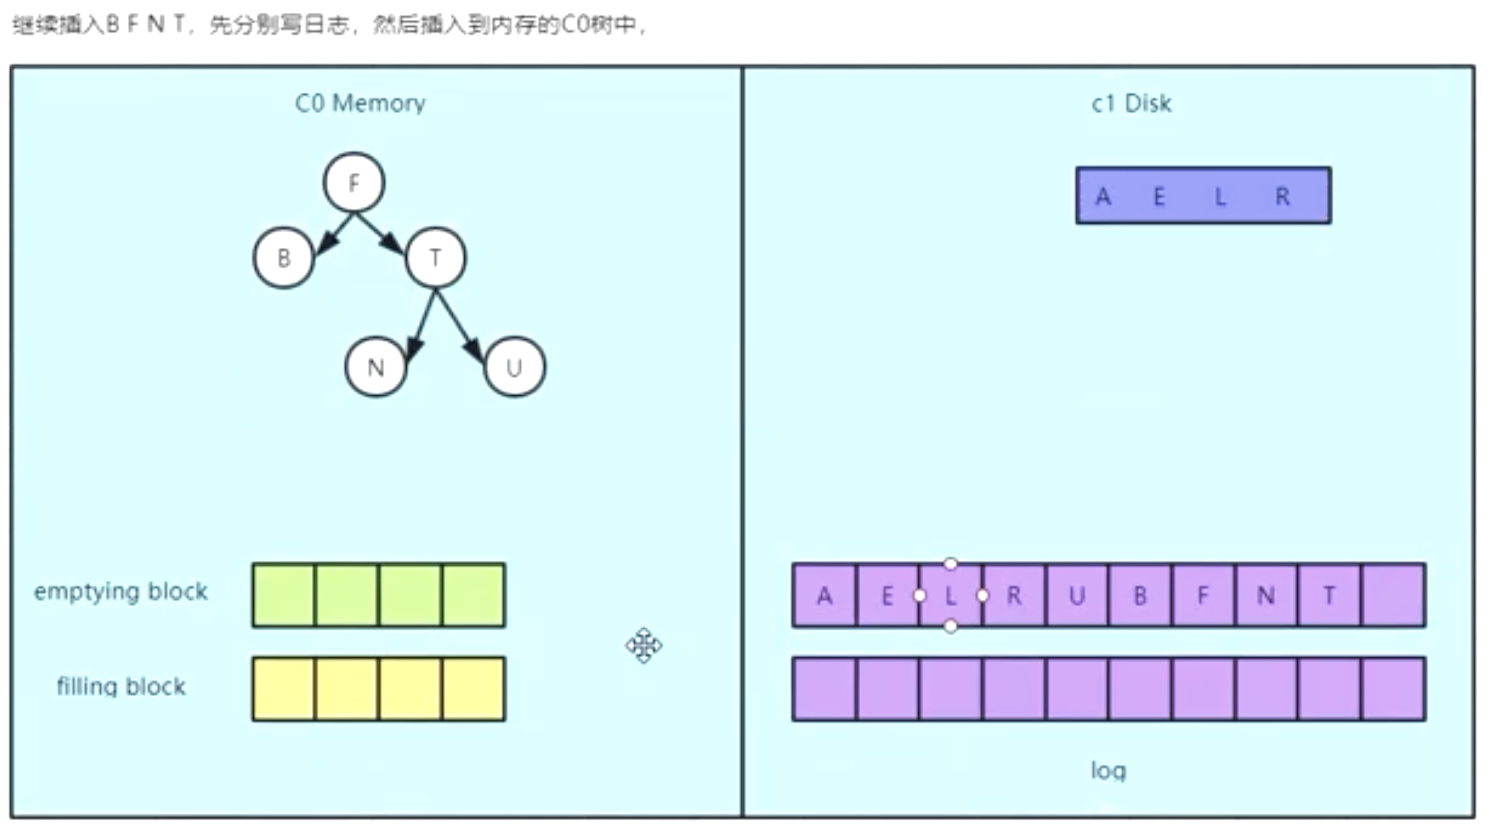 继续插入B F N T，先分别写日志，然后插入到内存的C0树中，
C0 Memory
F
B T
N U
emptying block
filling block
c1 Disk
A E L R
A E L R U B F N T
log